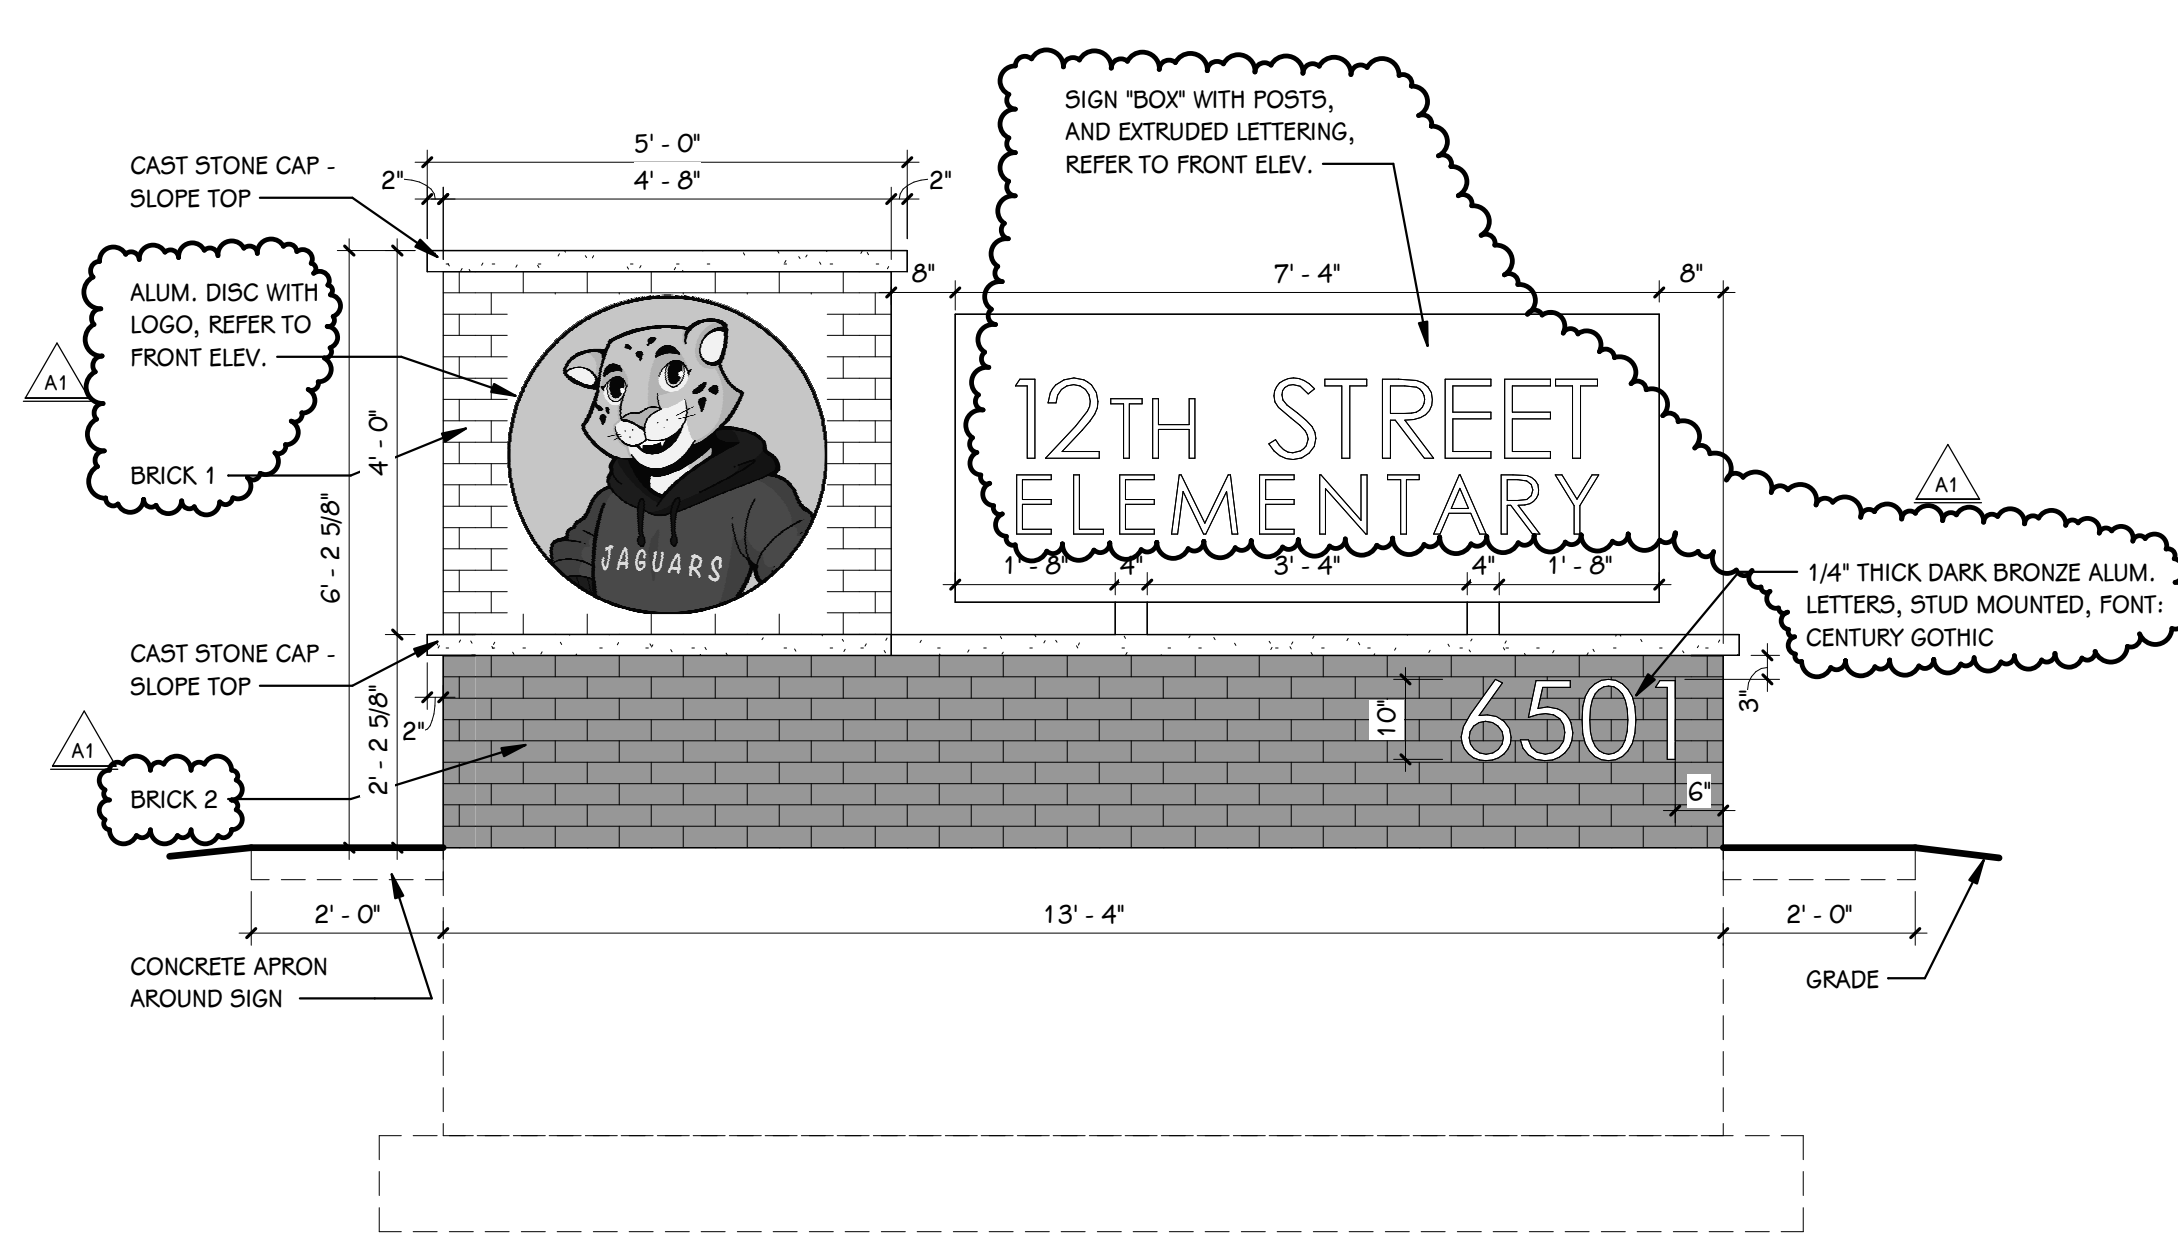 SIGN "BOX" WITH POSTS,
AND EXTRUDED LETTERING,
REFER TO FRONT ELEV.
5' - 0"
CAST STONE CAP -
SLOPE TOP
2"
4' - 8"
2"
8"
7' - 4"
8"
ALUM. DISC WITH
LOGO, REFER TO
FRONT ELEV.
A1
BRICK 1
4' - 0"
6' - 2 5/8"
12TH STREET
ELEMENTARY
JAGUARS
A1
1' - 8"
4"
3' - 4"
4"
1' - 8"
1/4" THICK DARK BRONZE ALUM.
LETTERS, STUD MOUNTED, FONT:
CENTURY GOTHIC
CAST STONE CAP -
SLOPE TOP
2' - 2 5/8"
2"
10"
6501
3"
6"
A1
BRICK 2
2' - 0"
13' - 4"
2' - 0"
CONCRETE APRON
AROUND SIGN
GRADE